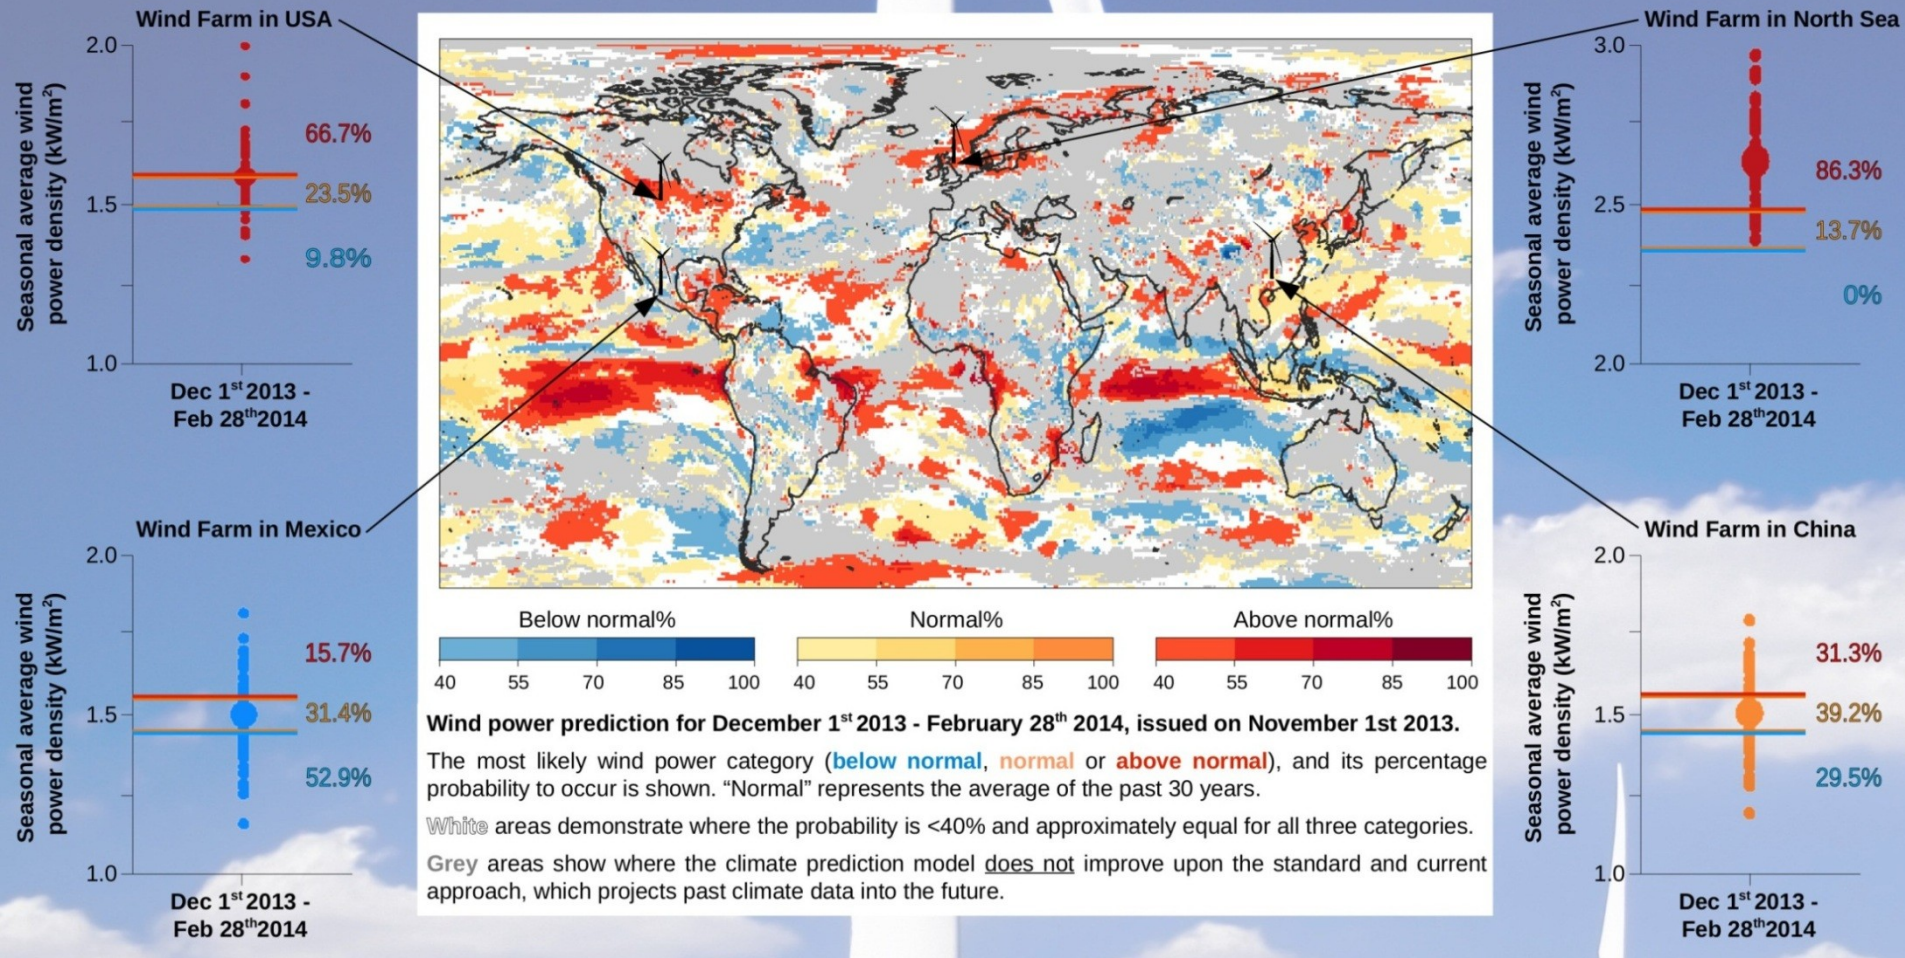 Wind Farm in USA
2.0
1.5
1.0
Seasonal average wind
power density (kW/m²)
66.7%
23.5%
9.8%
Dec 1st 2013 -
Feb 28th2014
Wind Farm in North Sea
3.0
2.5
2.0
Seasonal average wind
power density (kW/m²)
86.3%
13.7%
0%
Dec 1st 2013 -
Feb 28th2014
Wind Farm in Mexico
2.0
1.5
1.0
Seasonal average wind
power density (kW/m²)
15.7%
31.4%
52.9%
Dec 1st 2013 -
Feb 28th2014
Below normal%
40 55 70 85 100
Normal%
40 55 70 85 100
Above normal%
40 55 70 85 100
Wind power prediction for December 1st 2013 - February 28th 2014, issued on November 1st 2013.
The most likely wind power category (below normal, normal or above normal), and its percentage
probability to occur is shown. “Normal” represents the average of the past 30 years.
White areas demonstrate where the probability is <40% and approximately equal for all three categories.
Grey areas show where the climate prediction model does not improve upon the standard and current
approach, which projects past climate data into the future.
Wind Farm in China
2.0
1.5
1.0
Seasonal average wind
power density (kW/m²)
31.3%
39.2%
29.5%
Dec 1st 2013 -
Feb 28th2014